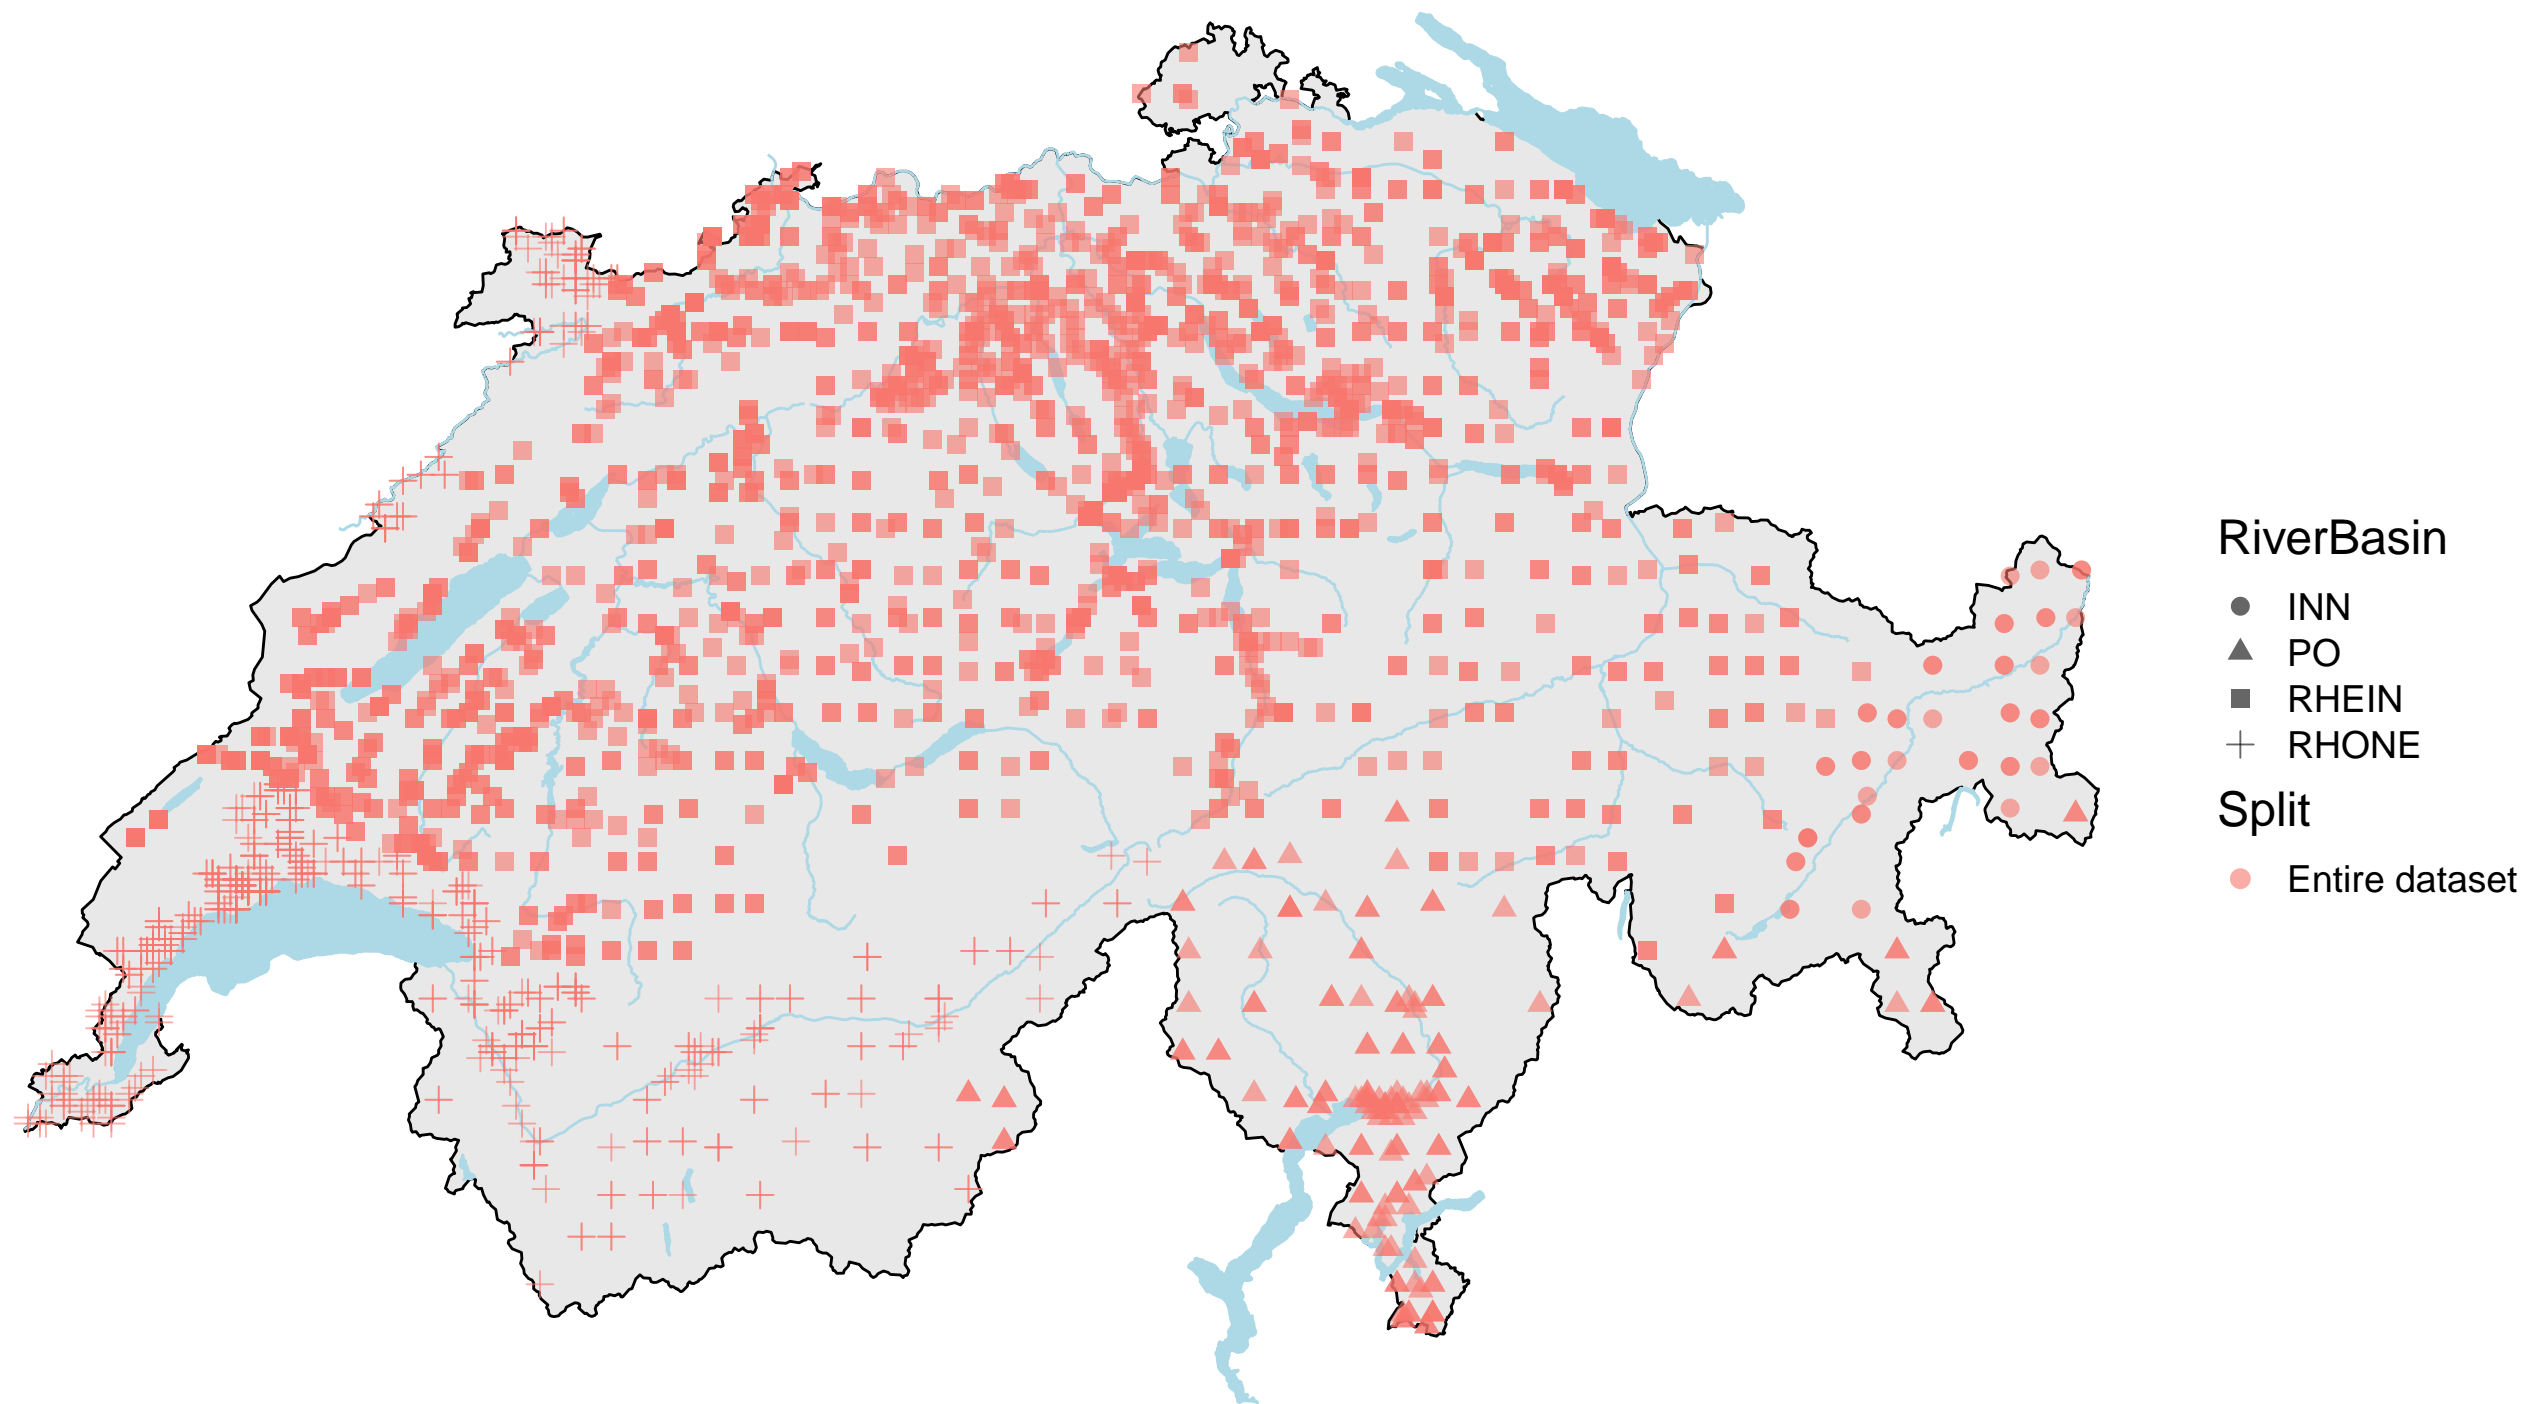 RiverBasin
INN
PO
RHEIN
RHONE
Split
Entire dataset